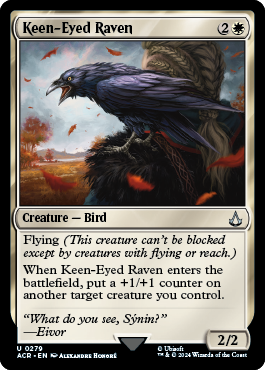 Keen-Eyed Raven 2
Creature — Bird
Flying (This creature can't be blocked
except by creatures with flying or reach.)
When Keen-Eyed Raven enters the
battlefield, put a +1/+1 counter on
another target creature you control.
"What do you see, Sýnin?"
—Eivor
2/2
U 0279
ACR • EN Alexandre Honoré
© Ubisoft
™ & © 2024 Wizards of the Coast